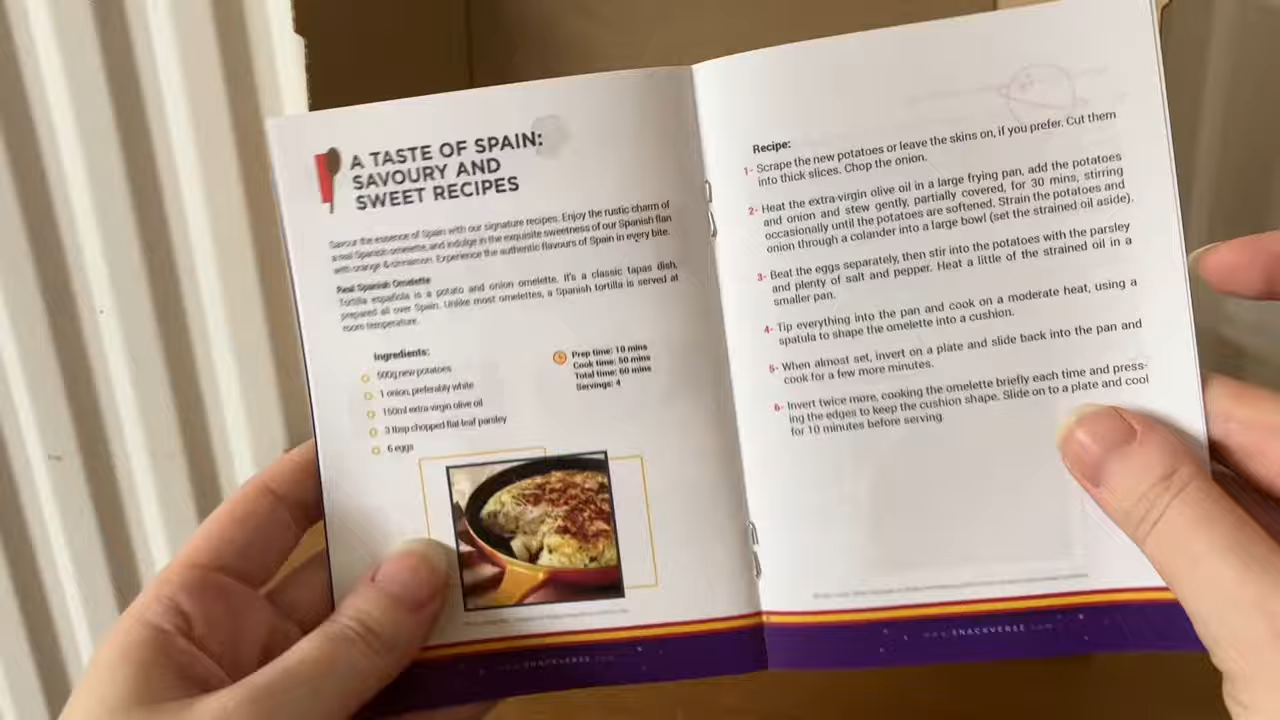 A TASTE OF SPAIN:
SAVOURY AND
SWEET RECIPES
Savour the essence of Spain with our signature recipes. Enjoy the rustic charm of
a real Spanish omelette, and indulge in the exquisite sweetness of our Spanish flan
with orange & cinnamon. Experience the authentic flavours of Spain in every bite.
Real Spanish Omelette
Tortilla española is a potato and onion omelette. It's a classic tapas dish,
prepared all over Spain. Unlike most omelettes, a Spanish tortilla is served at
room temperature.
Ingredients:
500g new potatoes
1 onion, preferably white
150ml extra-virgin olive oil
3 tbsp chopped flat-leaf parsley
6 eggs
Prep time: 10 mins
Cook time: 50 mins
Total time: 60 mins
Servings: 4
WWW.SNACKVERSE.COM
Recipe:
1- Scrape the new potatoes or leave the skins on, if you prefer. Cut them
into thick slices. Chop the onion.
2- Heat the extra-virgin olive oil in a large frying pan, add the potatoes
and onion and stew gently, partially covered, for 30 mins, stirring
occasionally until the potatoes are softened. Strain the potatoes and
onion through a colander into a large bowl (set the strained oil aside).
3- Beat the eggs separately, then stir into the potatoes with the parsley
and plenty of salt and pepper. Heat a little of the strained oil in a
smaller pan.
4- Tip everything into the pan and cook on a moderate heat, using a
spatula to shape the omelette into a cushion.
5- When almost set, invert on a plate and slide back into the pan and
cook for a few more minutes.
6- Invert twice more, cooking the omelette briefly each time and press-
ing the edges to keep the cushion shape. Slide on to a plate and cool
for 10 minutes before serving.
WWW.SNACKVERSE.COM